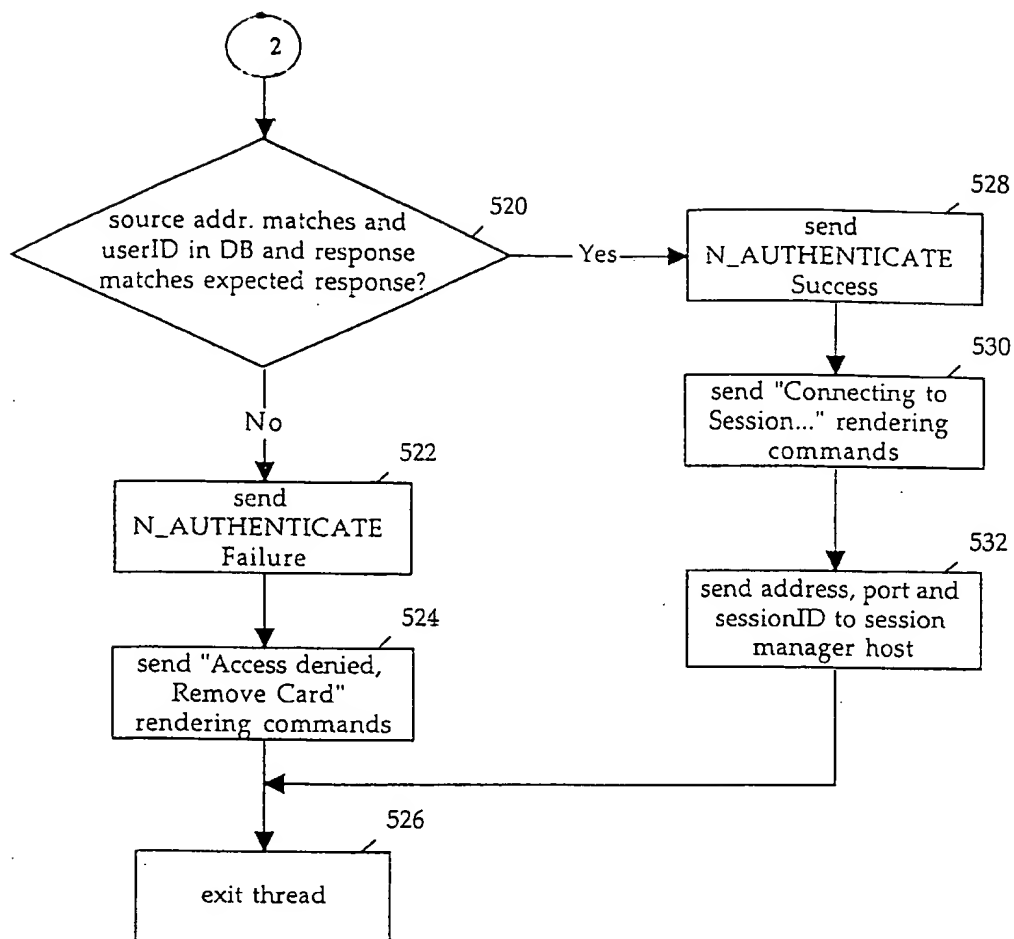 2
520
source addr. matches and
userID in DB and response
matches expected response?
Yes
528
send
N_AUTHENTICATE
Success
530
send "Connecting to
Session..." rendering
commands
532
send address, port and
sessionID to session
manager host
No
522
send
N_AUTHENTICATE
Failure
524
send "Access denied,
Remove Card"
rendering commands
526
exit thread